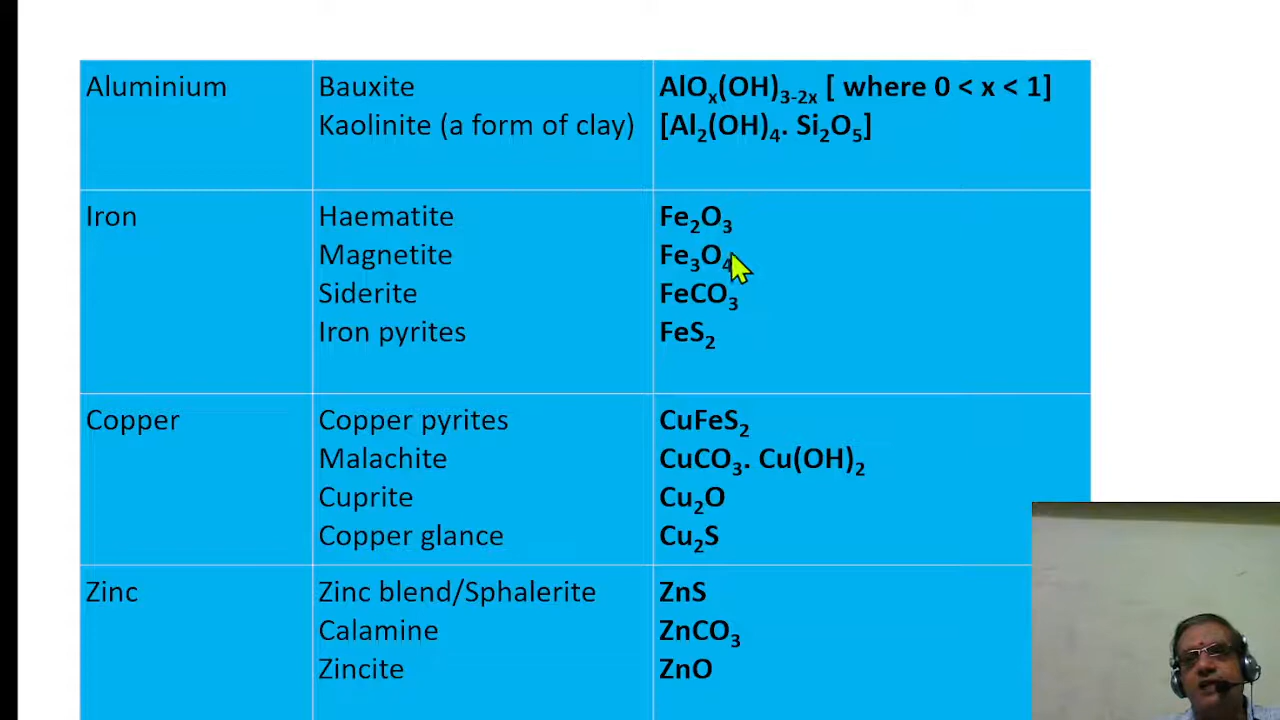 Aluminium Bauxite AlOₓ(OH)₃₋₂ₓ [ where 0 < x < 1]
Kaolinite (a form of clay) [Al₂(OH)₄. Si₂O₅]
Iron Haematite Fe₂O₃
Magnetite Fe₃O₄
Siderite FeCO₃
Iron pyrites FeS₂
Copper Copper pyrites CuFeS₂
Malachite CuCO₃. Cu(OH)₂
Cuprite Cu₂O
Copper glance Cu₂S
Zinc Zinc blend/Sphalerite ZnS
Calamine ZnCO₃
Zincite ZnO